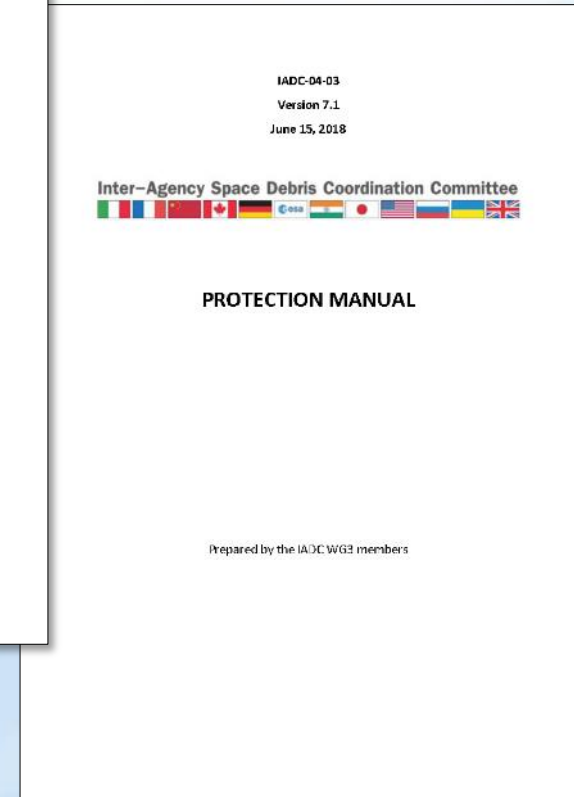 IADC-04-03
Version 7.1
June 15, 2018
Inter-Agency Space Debris Coordination Committee
esa
PROTECTION MANUAL
Prepared by the IADC WG3 members